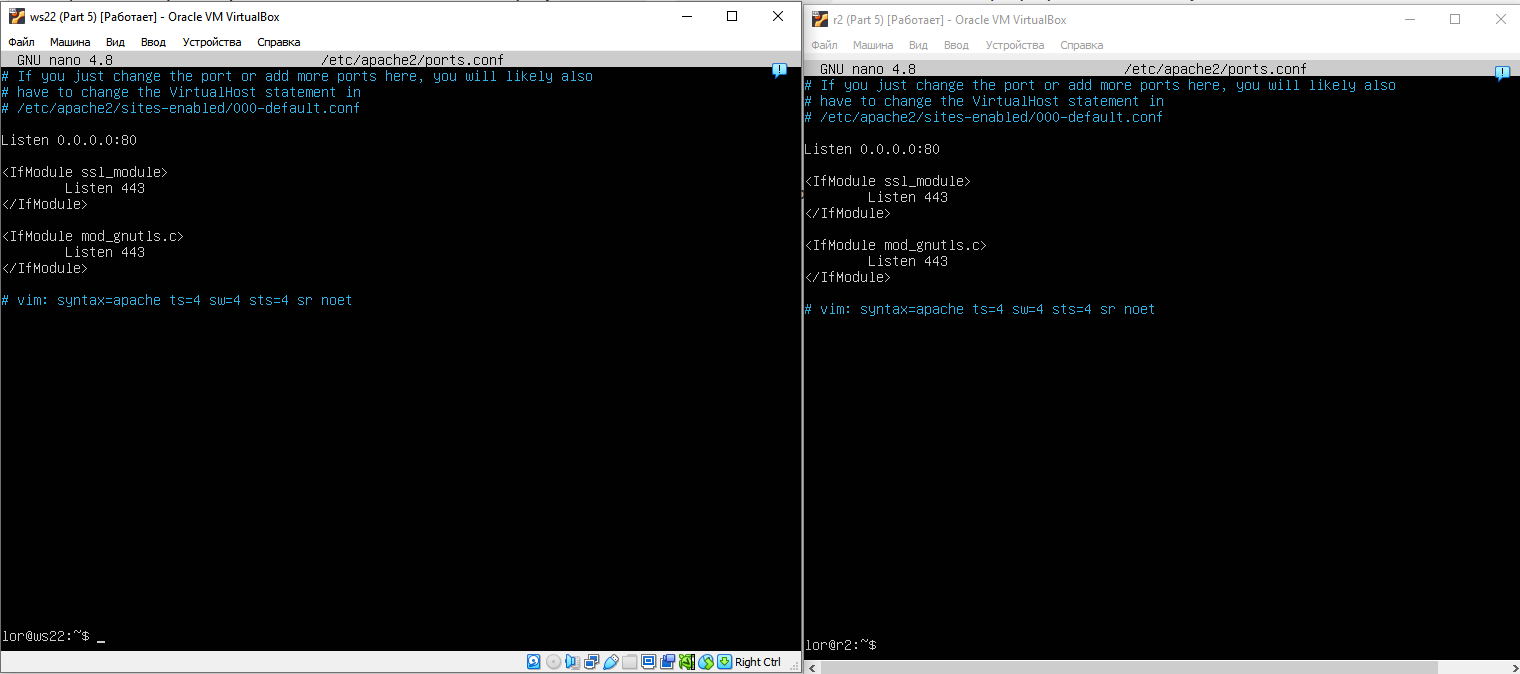 ws22 (Part 5) [Работает] - Oracle VM VirtualBox
Файл Машина Вид Ввод Устройства Справка
GNU nano 4.8 /etc/apache2/ports.conf
# If you just change the port or add more ports here, you will likely also
# have to change the VirtualHost statement in
# /etc/apache2/sites-enabled/000-default.conf
Listen 0.0.0.0:80
<IfModule ssl_module>
Listen 443
</IfModule>
<IfModule mod_gnutls.c>
Listen 443
</IfModule>
# vim: syntax=apache ts=4 sw=4 sts=4 sr noet
lor@ws22:~$ _
Right Ctrl
r2 (Part 5) [Работает] - Oracle VM VirtualBox
Файл Машина Вид Ввод Устройства Справка
GNU nano 4.8 /etc/apache2/ports.conf
# If you just change the port or add more ports here, you will likely also
# have to change the VirtualHost statement in
# /etc/apache2/sites-enabled/000-default.conf
Listen 0.0.0.0:80
<IfModule ssl_module>
Listen 443
</IfModule>
<IfModule mod_gnutls.c>
Listen 443
</IfModule>
# vim: syntax=apache ts=4 sw=4 sts=4 sr noet
lor@r2:~$